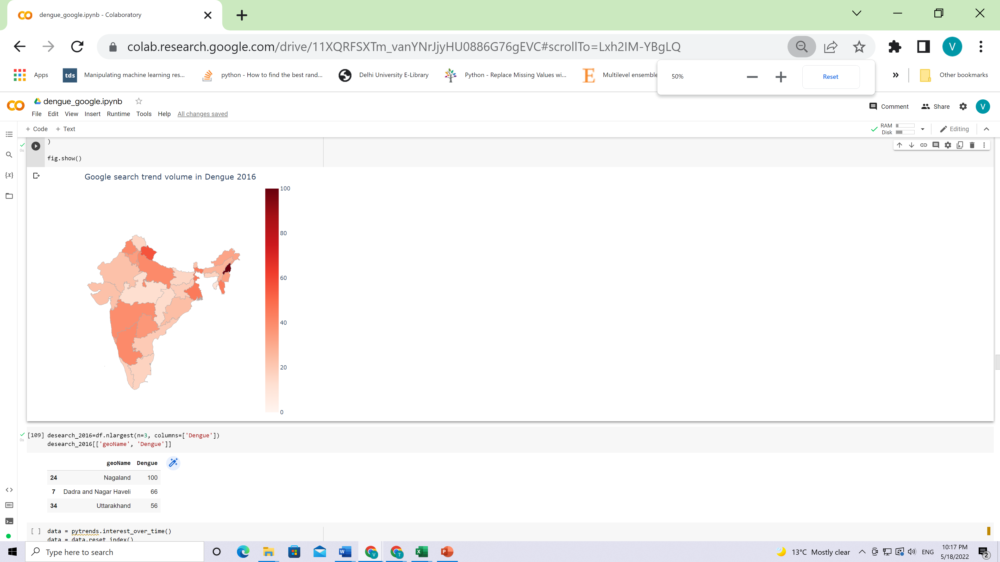 dengue_google.ipynb - Colaboratory
colab.research.google.com/drive/11XQRFSXTm_vanYNrJjyHU0886G76gEVC#scrollTo=Lxh2IM-YBgLQ
V
Apps
tds
Manipulating machine learning res...
python - How to find the best rand...
Delhi University E-Library
Python - Replace Missing Values wi...
E
Multilevel ensemble
50%
Reset
»
Other bookmarks
dengue_google.ipynb
File Edit View Insert Runtime Tools Help All changes saved
Comment
Share
V
+ Code + Text
RAM
Disk
Editing
0s
)
fig.show()
{x}
Google search trend volume in Dengue 2016
100
80
60
40
20
0
0s
[109] desearch_2016=df.nlargest(n=3, columns=['Dengue'])
desearch_2016[['geoName', 'Dengue']]
geoName Dengue
24 Nagaland 100
7 Dadra and Nagar Haveli 66
34 Uttarakhand 56
[ ] data = pytrends.interest_over_time()
data = data.reset_index()
Type here to search
W
V
T
X
P
13°C Mostly clear
ENG
10:17 PM
5/18/2022
2